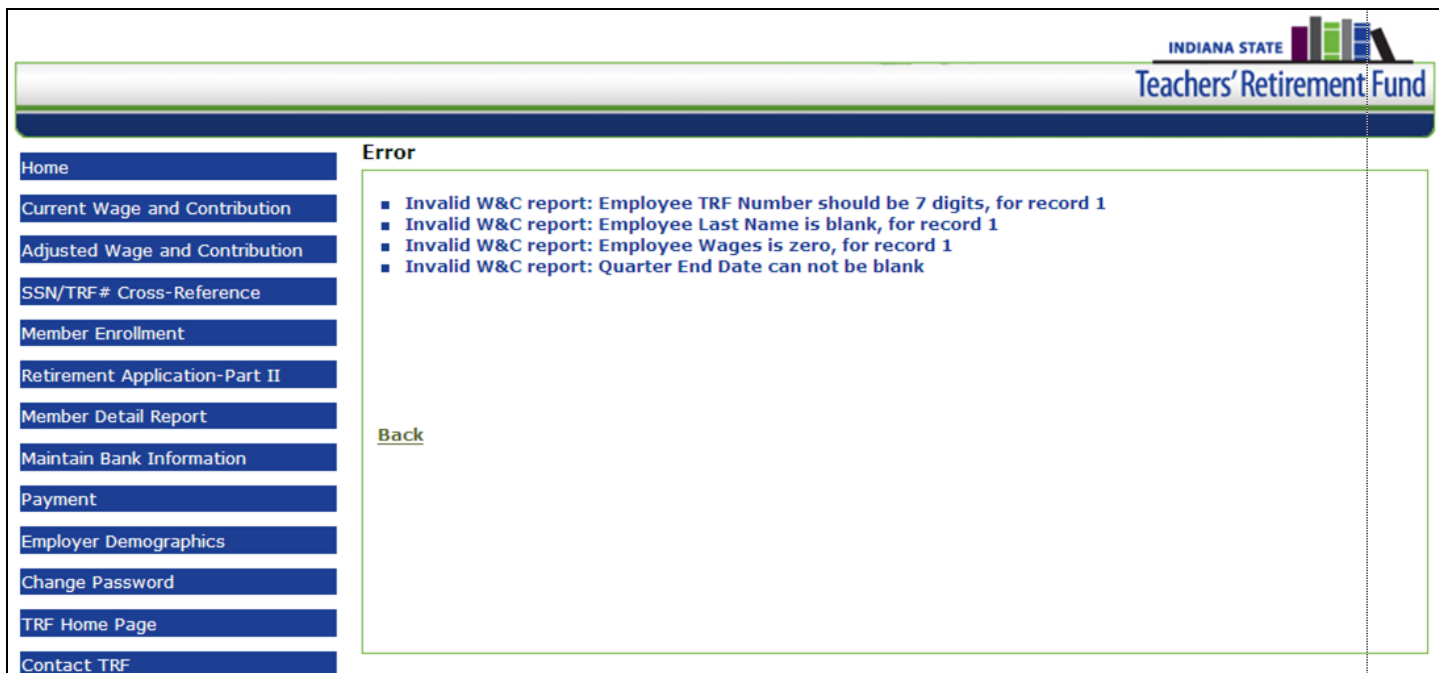 INDIANA STATE
Teachers' Retirement Fund
Home
Current Wage and Contribution
Adjusted Wage and Contribution
SSN/TRF# Cross-Reference
Member Enrollment
Retirement Application-Part II
Member Detail Report
Maintain Bank Information
Payment
Employer Demographics
Change Password
TRF Home Page
Contact TRF
Error
Invalid W&C report: Employee TRF Number should be 7 digits, for record 1
Invalid W&C report: Employee Last Name is blank, for record 1
Invalid W&C report: Employee Wages is zero, for record 1
Invalid W&C report: Quarter End Date can not be blank
Back